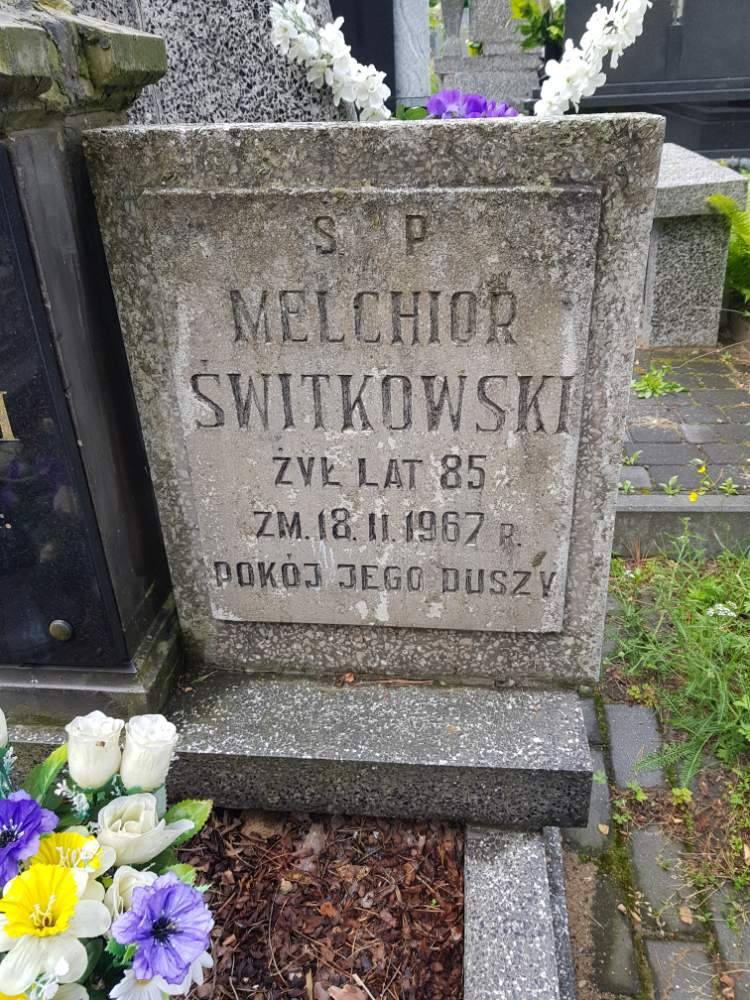 S P
MELCHIOR
ŚWITKOWSKI
ŻYŁ LAT 85
ZM. 18. II. 1967 R.
POKÓJ JEGO DUSZY